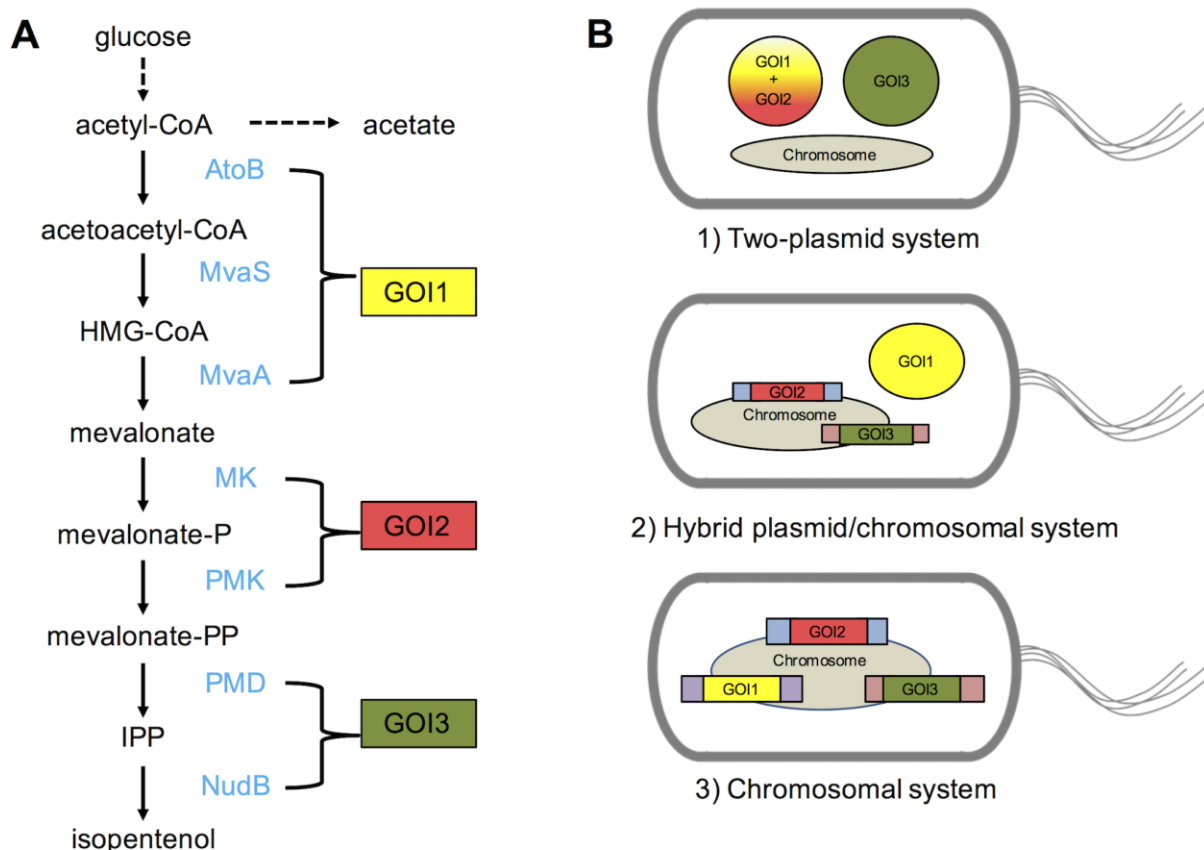 A
glucose
acetyl-CoA
acetate
AtoB
acetoacetyl-CoA
MvaS
GOI1
HMG-CoA
MvaA
mevalonate
MK
mevalonate-P
GOI2
PMK
mevalonate-PP
PMD
IPP
GOI3
NudB
isopentenol
B
GOI1
+
GOI2
GOI3
Chromosome
1) Two-plasmid system
GOI1
GOI2
Chromosome
GOI3
2) Hybrid plasmid/chromosomal system
GOI2
Chromosome
GOI1
GOI3
3) Chromosomal system